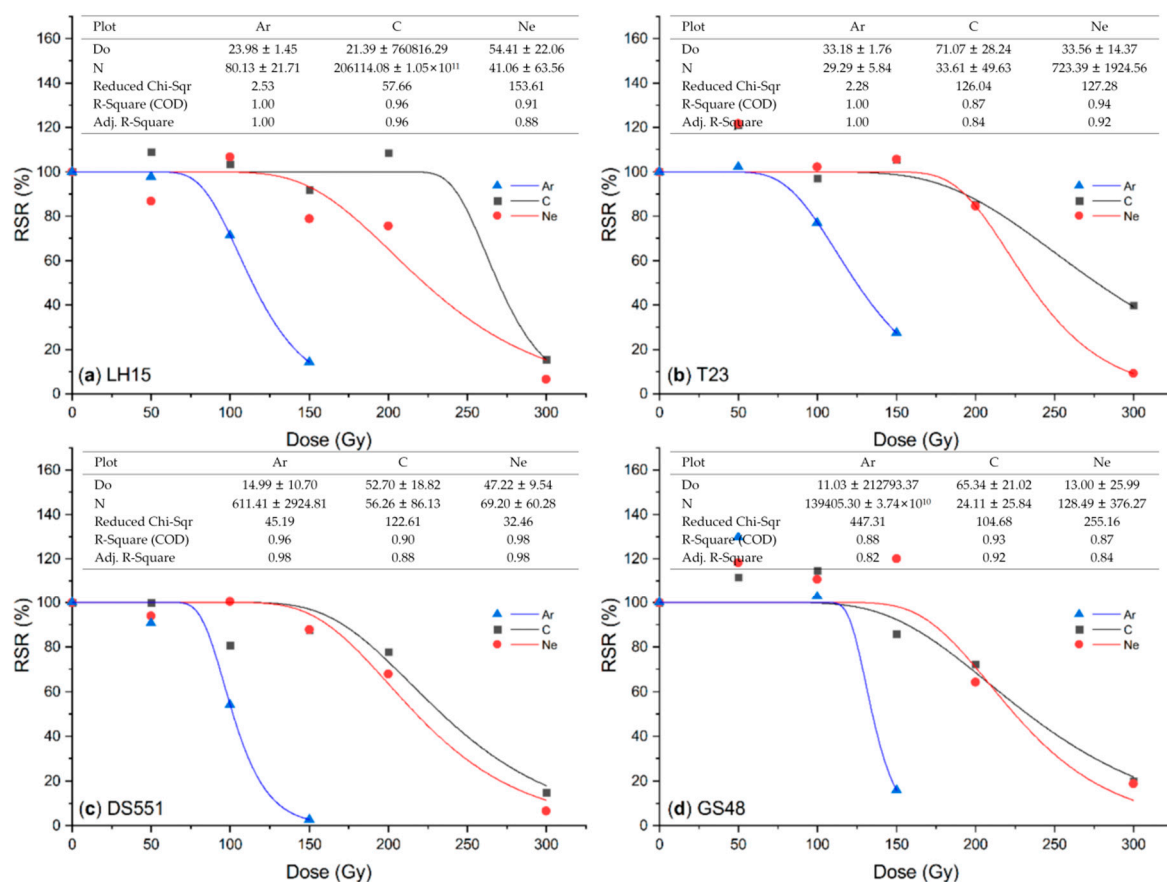 Plot Ar C Ne
Do 23.98 ± 1.45 21.39 ± 760816.29 54.41 ± 22.06
N 80.13 ± 21.71 206114.08 ± 1.05×10¹¹ 41.06 ± 63.56
Reduced Chi-Sqr 2.53 57.66 153.61
R-Square (COD) 1.00 0.96 0.91
Adj. R-Square 1.00 0.96 0.88
160
140
120
100
80
60
40
20
0
RSR (%)
Ar
C
Ne
(a) LH15
0 50 100 150 200 250 300
Dose (Gy)
Plot Ar C Ne
Do 33.18 ± 1.76 71.07 ± 28.24 33.56 ± 14.37
N 29.29 ± 5.84 33.61 ± 49.63 723.39 ± 1924.56
Reduced Chi-Sqr 2.28 126.04 127.28
R-Square (COD) 1.00 0.87 0.94
Adj. R-Square 1.00 0.84 0.92
160
140
120
100
80
60
40
20
0
RSR (%)
Ar
C
Ne
(b) T23
0 50 100 150 200 250 300
Dose (Gy)
Plot Ar C Ne
Do 14.99 ± 10.70 52.70 ± 18.82 47.22 ± 9.54
N 611.41 ± 2924.81 56.26 ± 86.13 69.20 ± 60.28
Reduced Chi-Sqr 45.19 122.61 32.46
R-Square (COD) 0.96 0.90 0.98
Adj. R-Square 0.98 0.88 0.98
160
140
120
100
80
60
40
20
0
RSR (%)
Ar
C
Ne
(c) DS551
0 50 100 150 200 250 300
Dose (Gy)
Plot Ar C Ne
Do 11.03 ± 212793.37 65.34 ± 21.02 13.00 ± 25.99
N 139405.30 ± 3.74×10¹⁰ 24.11 ± 25.84 128.49 ± 376.27
Reduced Chi-Sqr 447.31 104.68 255.16
R-Square (COD) 0.88 0.93 0.87
Adj. R-Square 0.82 0.92 0.84
160
140
120
100
80
60
40
20
0
RSR (%)
Ar
C
Ne
(d) GS48
0 50 100 150 200 250 300
Dose (Gy)